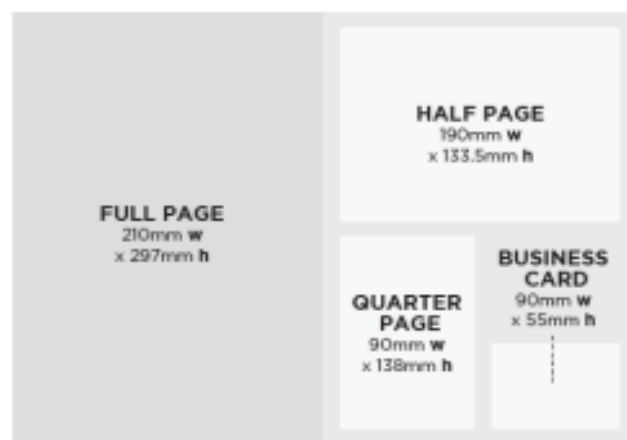 FULL PAGE
210mm w
x 297mm h
HALF PAGE
190mm w
x 133.5mm h
QUARTER
PAGE
90mm w
x 138mm h
BUSINESS
CARD
90mm w
x 55mm h